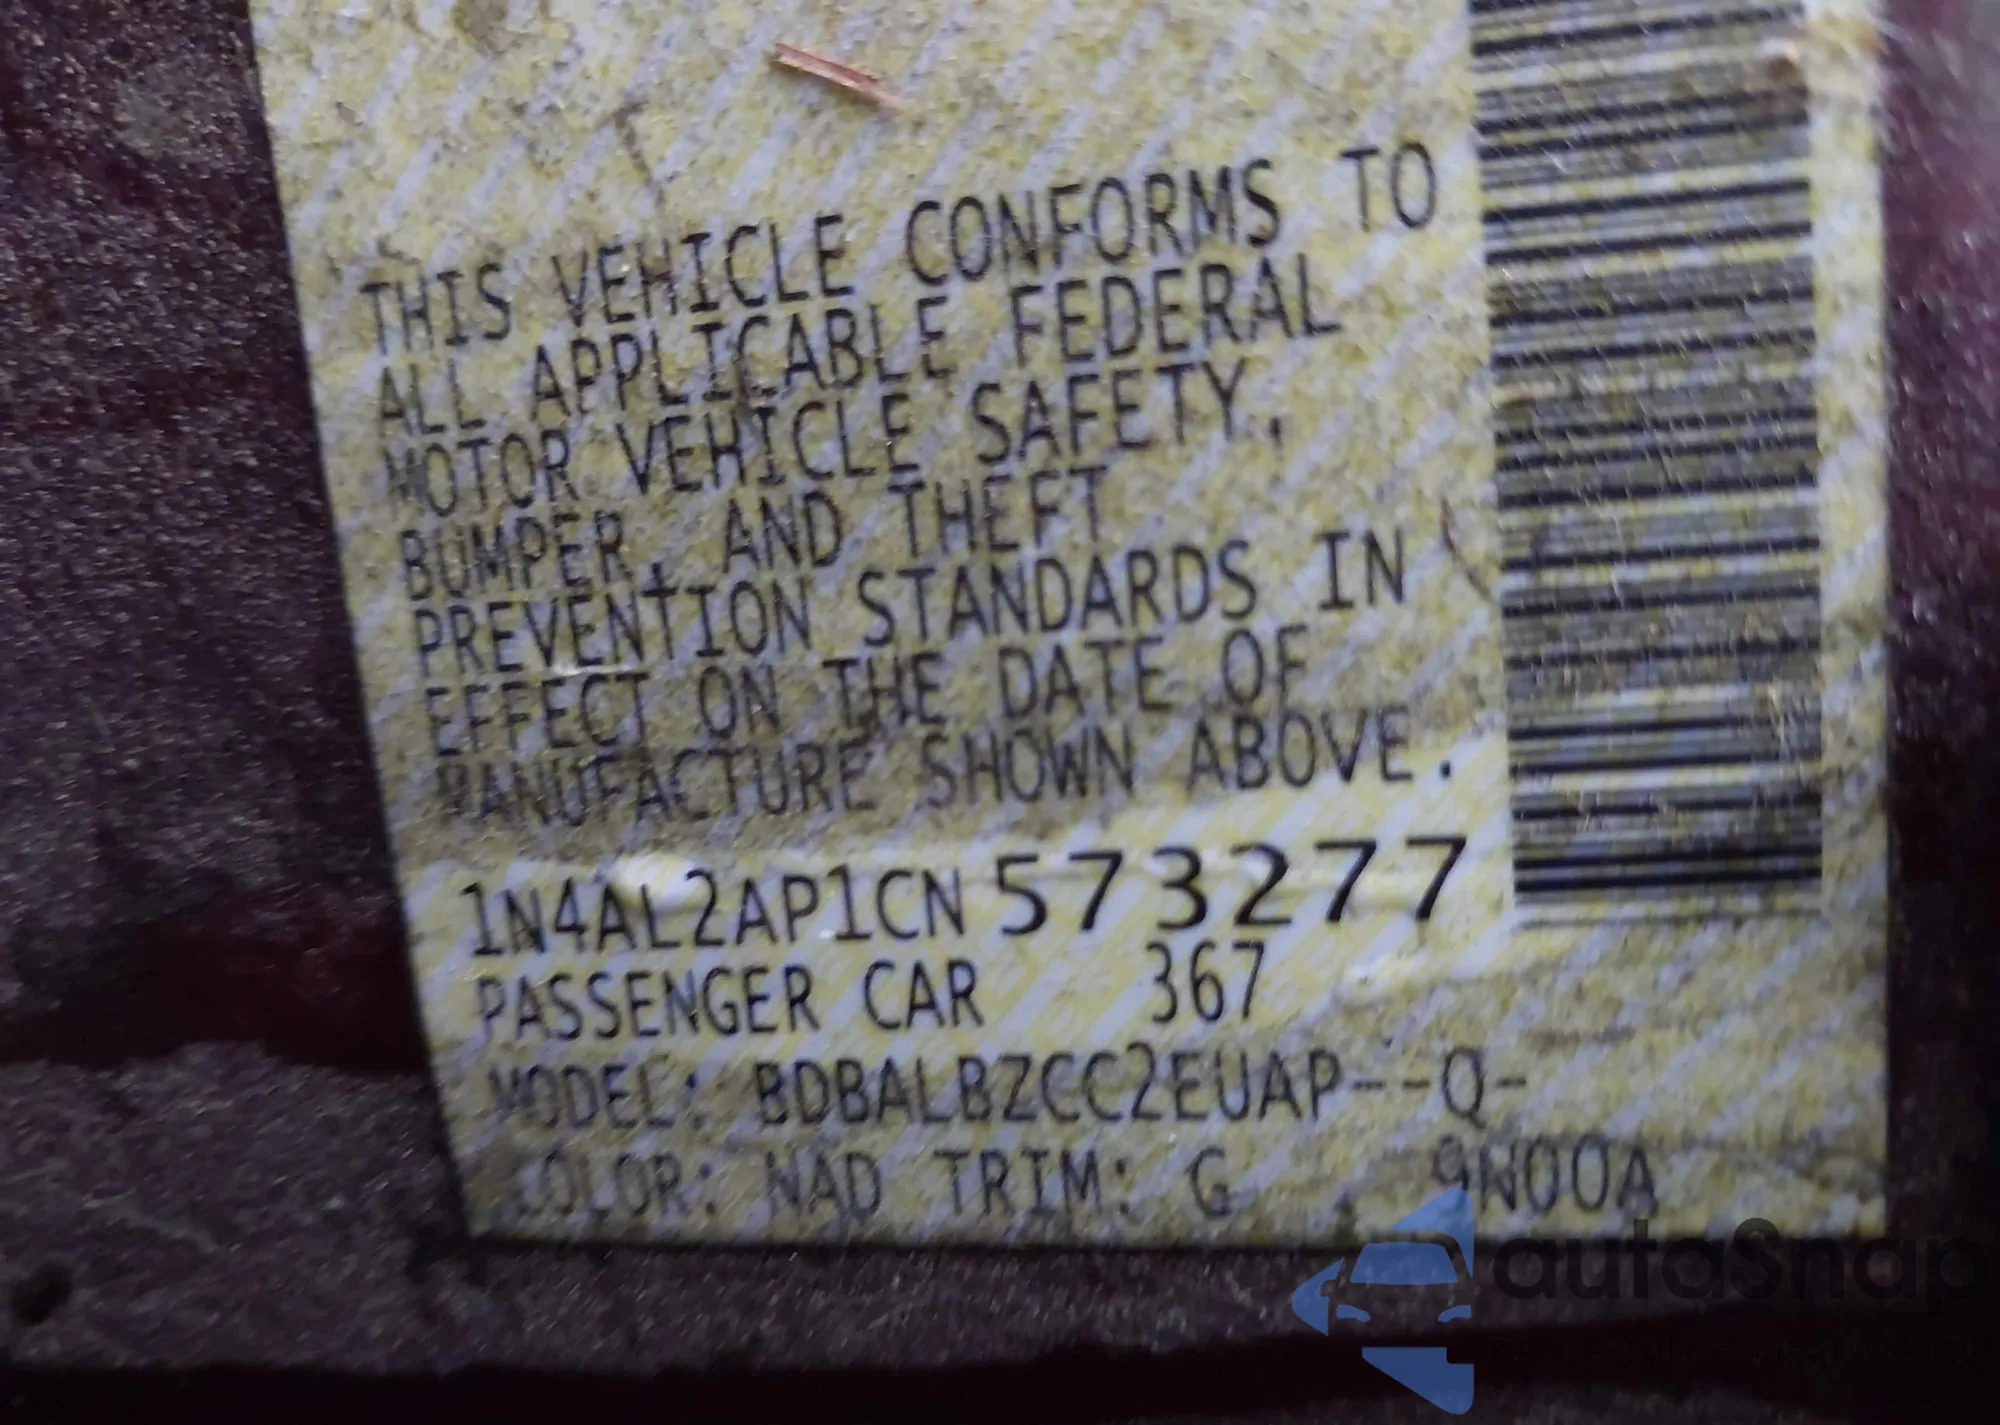 THIS VEHICLE CONFORMS TO
ALL APPLICABLE FEDERAL
MOTOR VEHICLE SAFETY,
BUMPER, AND THEFT
PREVENTION STANDARDS IN
EFFECT ON THE DATE OF
MANUFACTURE SHOWN ABOVE.
1N4AL2AP1CN573277
PASSENGER CAR 367
MODEL: BDBALBZCC2EUAP--Q-
COLOR: NAD TRIM: G 9N00A
autaSnap